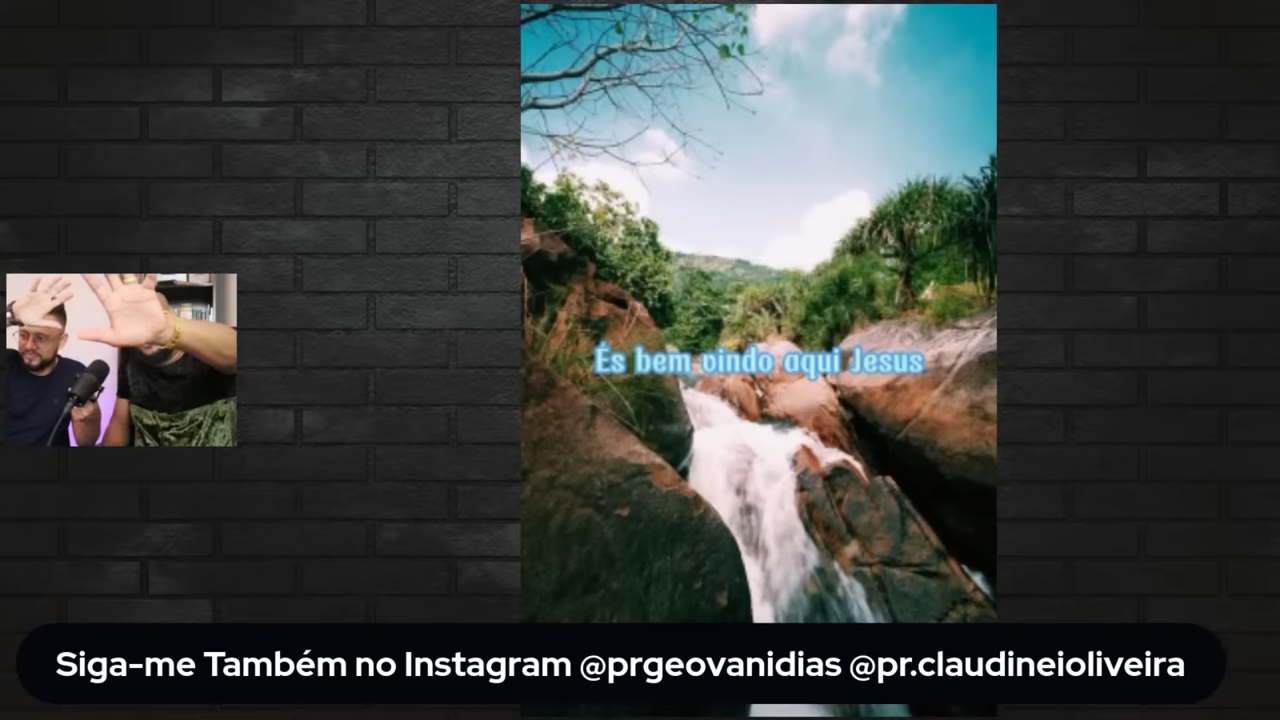 És bem vindo aqui Jesus
Siga-me Também no Instagram @prgeovanidias @pr.claudineioliveira